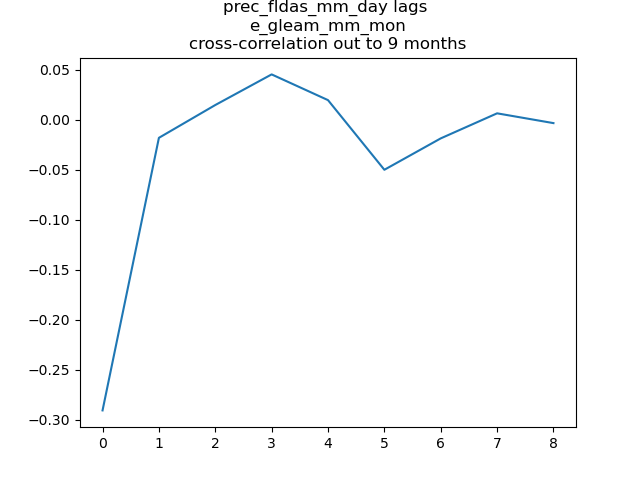 prec_fldas_mm_day lags
e_gleam_mm_mon
cross-correlation out to 9 months
0.05
0.00
−0.05
−0.10
−0.15
−0.20
−0.25
−0.30
0 1 2 3 4 5 6 7 8